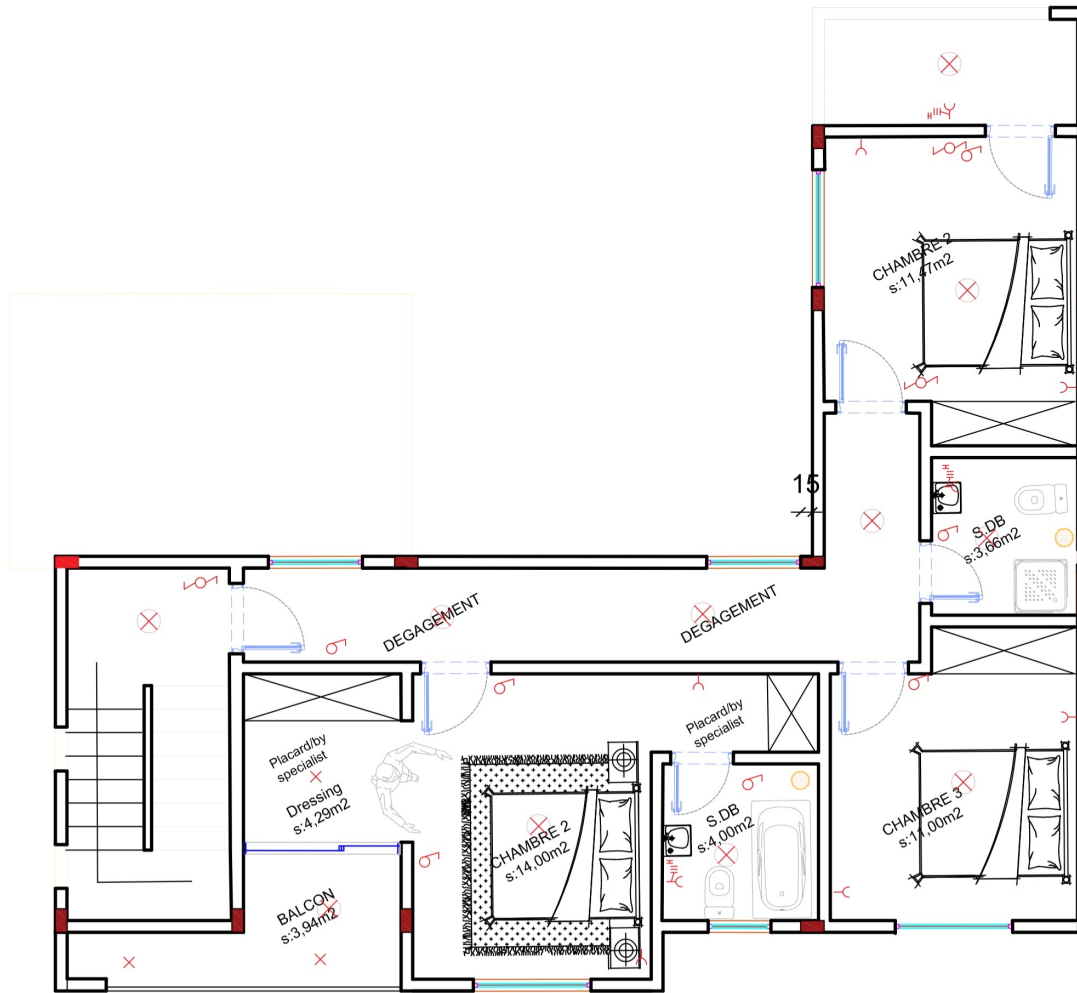 CHAMBRE 2
s:11,47m2
15
S.DB
s:3,66m2
DEGAGEMENT
DEGAGEMENT
Placard/by
specialist
Placard/by
specialist
Dressing
s:4,29m2
CHAMBRE 2
s:14,00m2
S.DB
s:4,00m2
CHAMBRE 3
s:11,00m2
BALCON
s:3,94m2